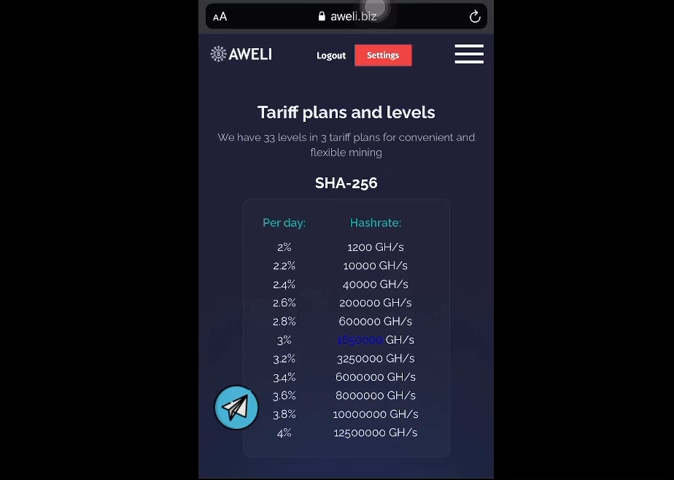 AA aweli.biz
AWELI Logout Settings
Tariff plans and levels
We have 33 levels in 3 tariff plans for convenient and
flexible mining
SHA-256
Per day: Hashrate:
2% 1200 GH/s
2.2% 10000 GH/s
2.4% 40000 GH/s
2.6% 200000 GH/s
2.8% 600000 GH/s
3% 1650000 GH/s
3.2% 3250000 GH/s
3.4% 6000000 GH/s
3.6% 8000000 GH/s
3.8% 10000000 GH/s
4% 12500000 GH/s